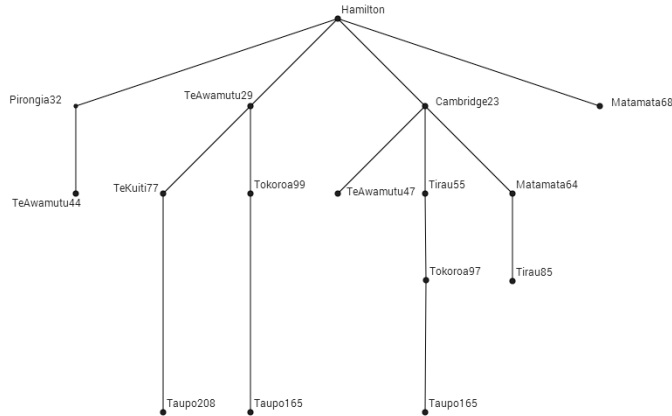 Hamilton
Pirongia32
TeAwamutu29
Cambridge23
Matamata68
TeAwamutu44
TeKuiti77
Tokoroa99
TeAwamutu47
Tirau55
Matamata64
Tokoroa97
Tirau85
Taupo208
Taupo165
Taupo165